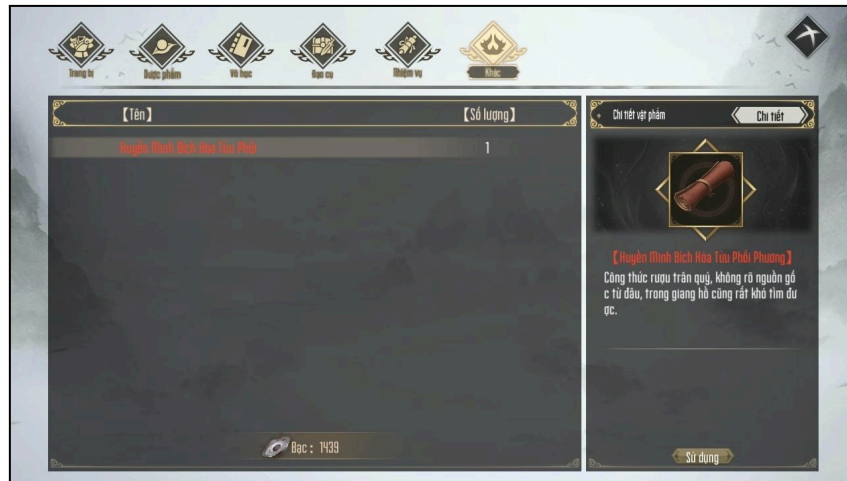 Trang bị
Dược phẩm
Võ học
Đạo cụ
Nhiệm vụ
Khác
【Tên】
【Số lượng】
Huyền Minh Bích Hỏa Tửu Phối
1
Bạc : 1439
Chi tiết vật phẩm
Chi tiết
【Huyền Minh Bích Hỏa Tửu Phối Phương】
Công thức rượu trân quý, không rõ nguồn gố
c từ đâu, trong giang hồ cũng rất khó tìm đư
ợc.
Sử dụng